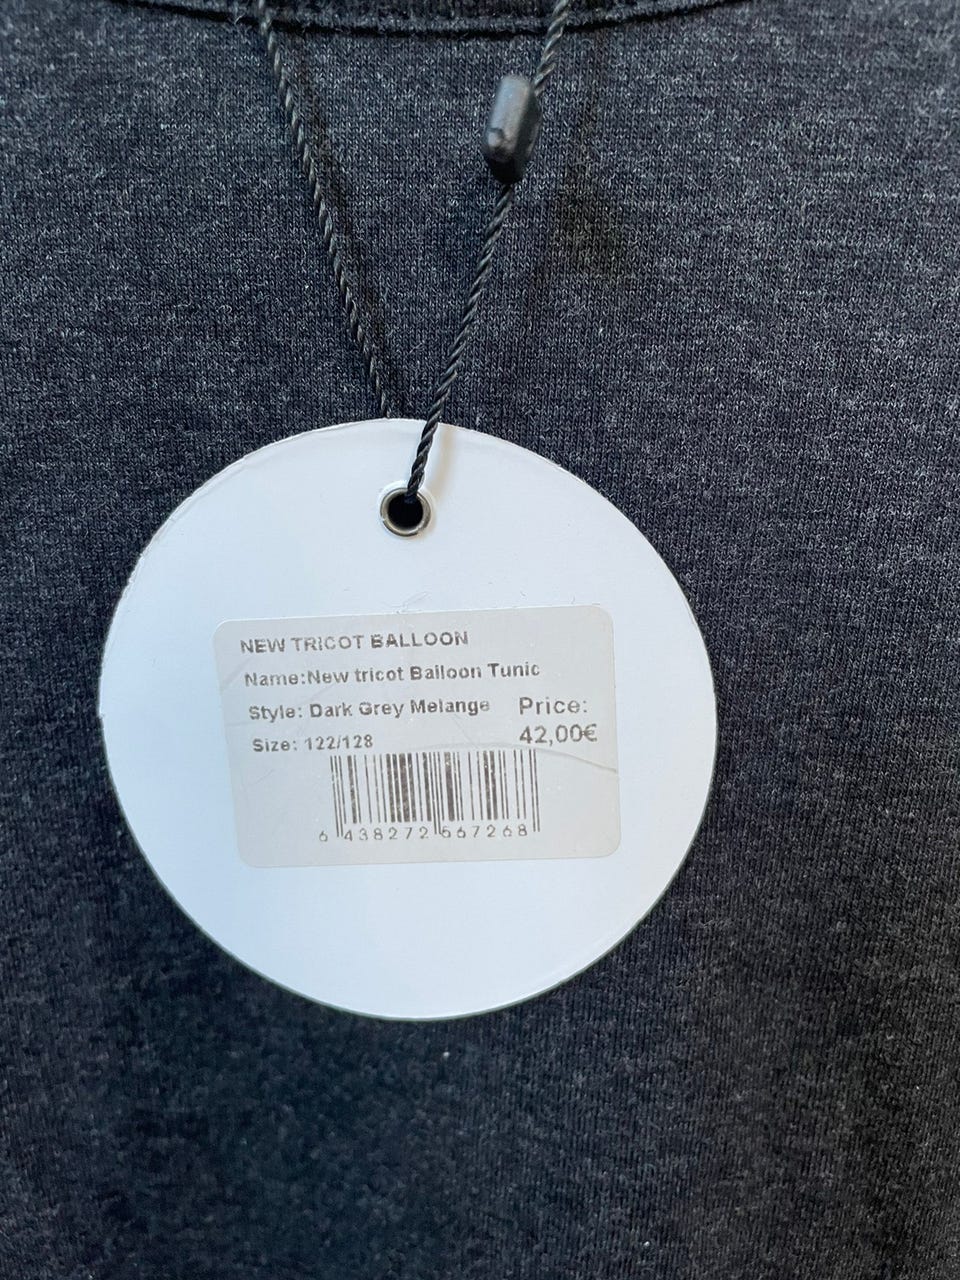 NEW TRICOT BALLOON
Name:New tricot Balloon Tunic
Style: Dark Grey Melange
Price:
42,00€
Size: 122/128
6 438272 667268